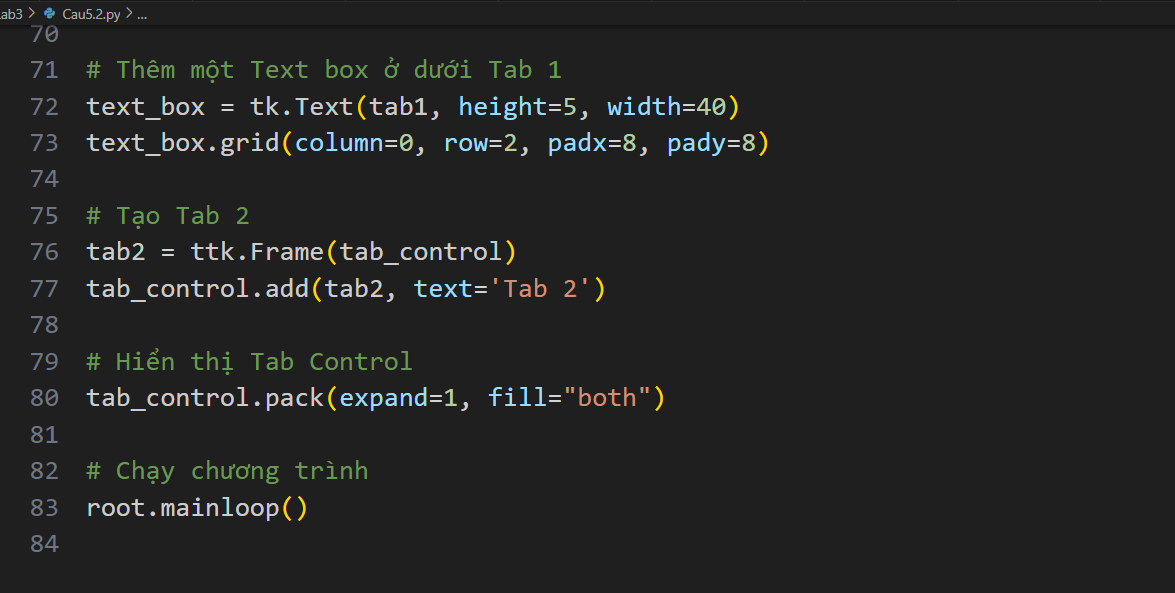 ab3 > Cau5.2.py > ...
70
71 # Thêm một Text box ở dưới Tab 1
72 text_box = tk.Text(tab1, height=5, width=40)
73 text_box.grid(column=0, row=2, padx=8, pady=8)
74
75 # Tạo Tab 2
76 tab2 = ttk.Frame(tab_control)
77 tab_control.add(tab2, text='Tab 2')
78
79 # Hiển thị Tab Control
80 tab_control.pack(expand=1, fill="both")
81
82 # Chạy chương trình
83 root.mainloop()
84